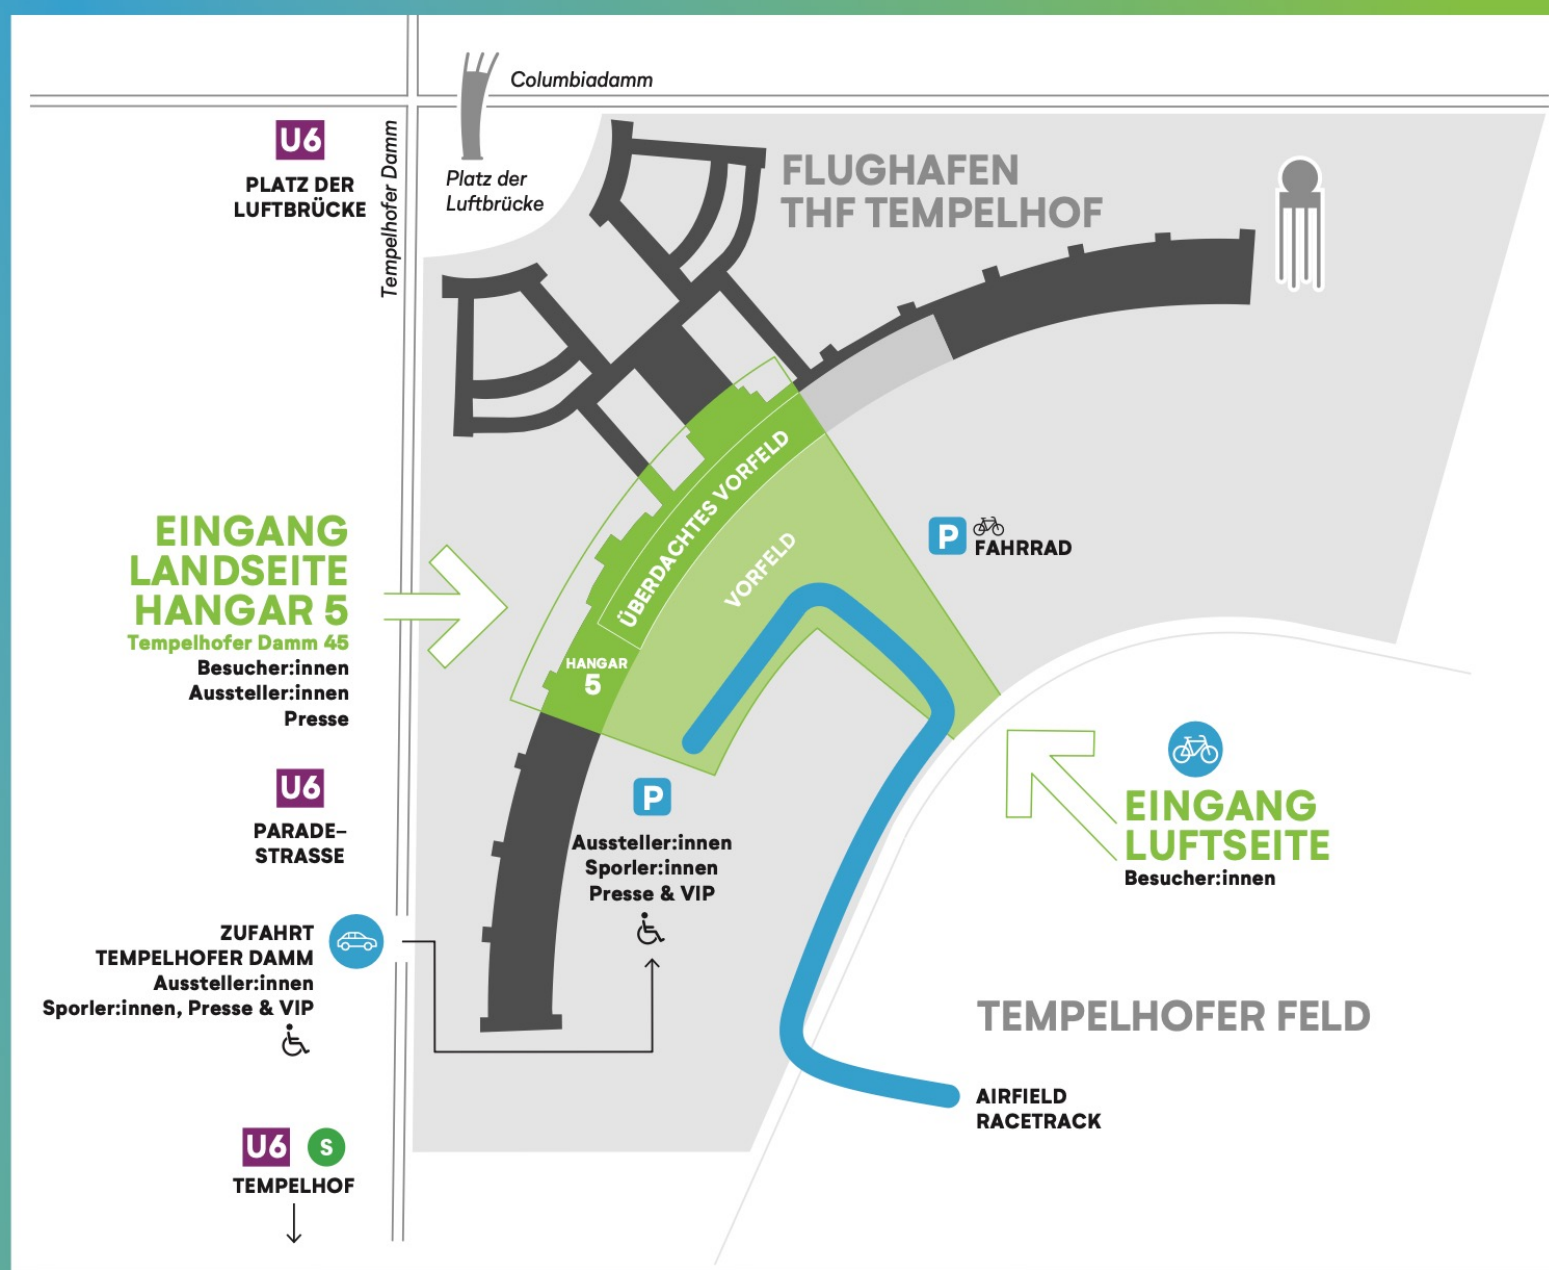 Columbiadamm
U6
PLATZ DER
LUFTBRÜCKE
Tempelhofer Damm
Platz der
Luftbrücke
FLUGHAFEN
THF TEMPELHOF
EINGANG
LANDSEITE
HANGAR 5
Tempelhofer Damm 45
Besucher:innen
Aussteller:innen
Presse
ÜBERDACHTES VORFELD
VORFELD
HANGAR
5
P
FAHRRAD
U6
PARADE-
STRASSE
P
Aussteller:innen
Sporler:innen
Presse & VIP
EINGANG
LUFTSEITE
Besucher:innen
ZUFAHRT
TEMPELHOFER DAMM
Aussteller:innen
Sporler:innen, Presse & VIP
TEMPELHOFER FELD
AIRFIELD
RACETRACK
U6 S
TEMPELHOF